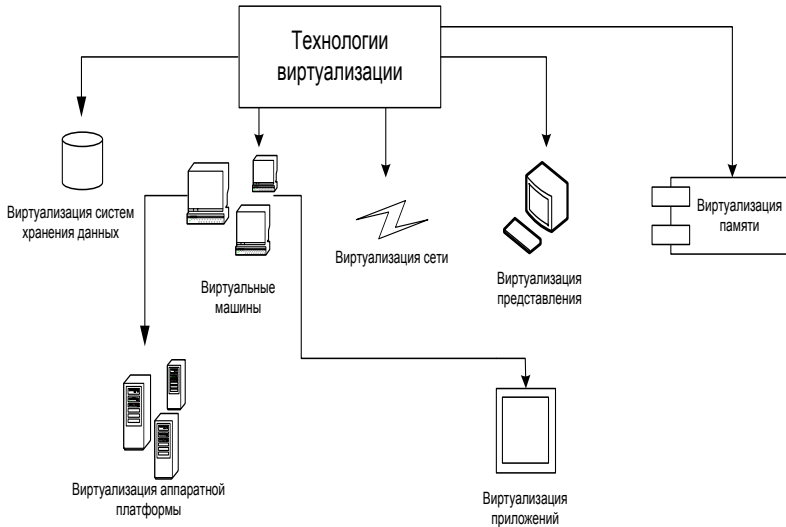 Технологии
виртуализации
Виртуализация систем
хранения данных
Виртуальные
машины
Виртуализация сети
Виртуализация
представления
Виртуализация
памяти
Виртуализация аппаратной
платформы
Виртуализация
приложений